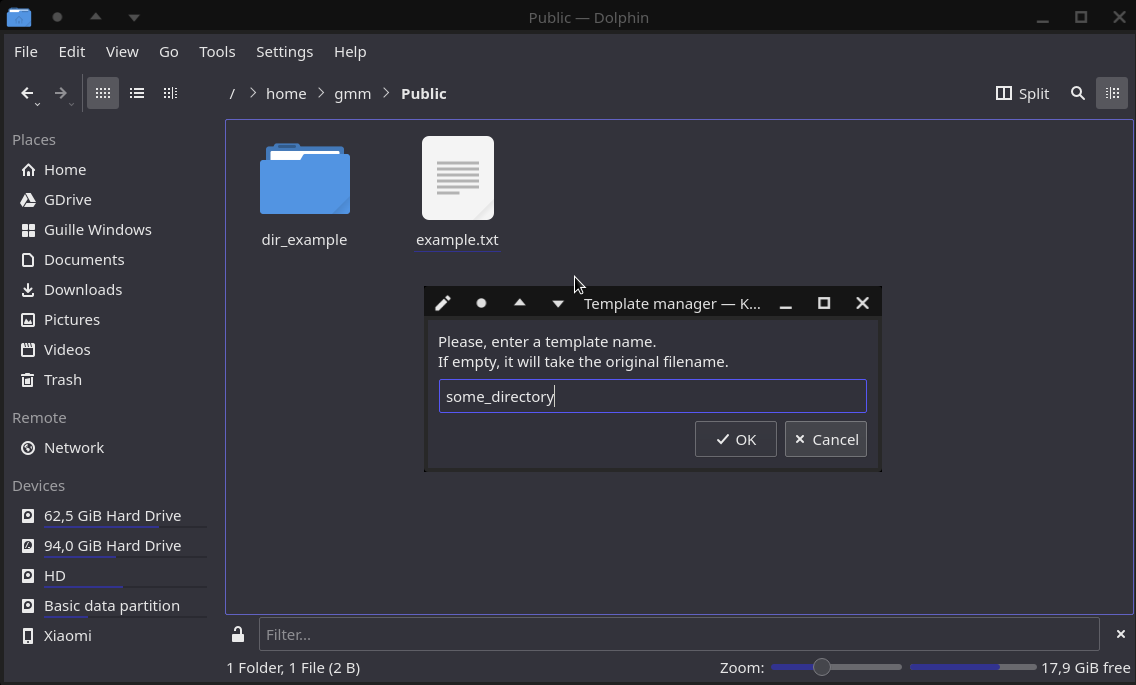 Public — Dolphin
File Edit View Go Tools Settings Help
/ home gmm Public Split
Places
Home
GDrive
Guille Windows
Documents
Downloads
Pictures
Videos
Trash
Remote
Network
Devices
62,5 GiB Hard Drive
94,0 GiB Hard Drive
HD
Basic data partition
Xiaomi
dir_example example.txt
Template manager — K...
Please, enter a template name.
If empty, it will take the original filename.
some_directory
OK Cancel
Filter...
1 Folder, 1 File (2 B) Zoom: 17,9 GiB free